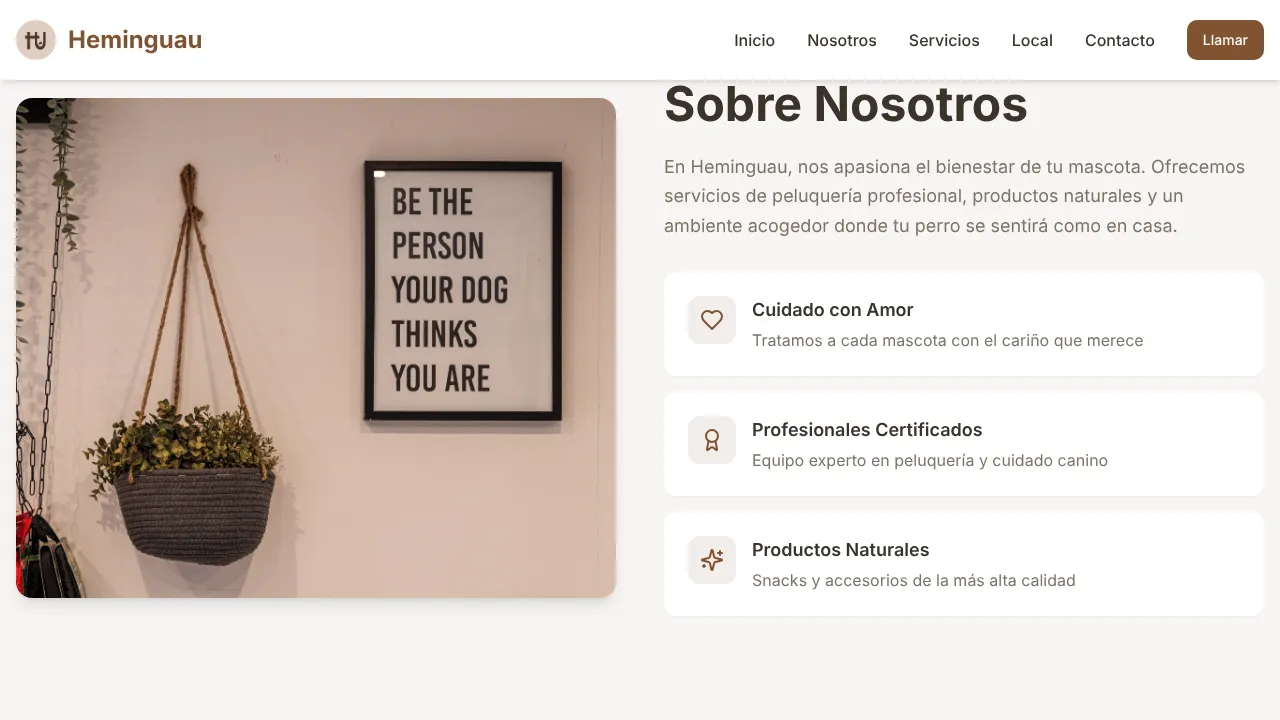 Heminguau
Inicio
Nosotros
Servicios
Local
Contacto
Llamar
BE THE
PERSON
YOUR DOG
THINKS
YOU ARE
Sobre Nosotros
En Heminguau, nos apasiona el bienestar de tu mascota. Ofrecemos
servicios de peluquería profesional, productos naturales y un
ambiente acogedor donde tu perro se sentirá como en casa.
Cuidado con Amor
Tratamos a cada mascota con el cariño que merece
Profesionales Certificados
Equipo experto en peluquería y cuidado canino
Productos Naturales
Snacks y accesorios de la más alta calidad